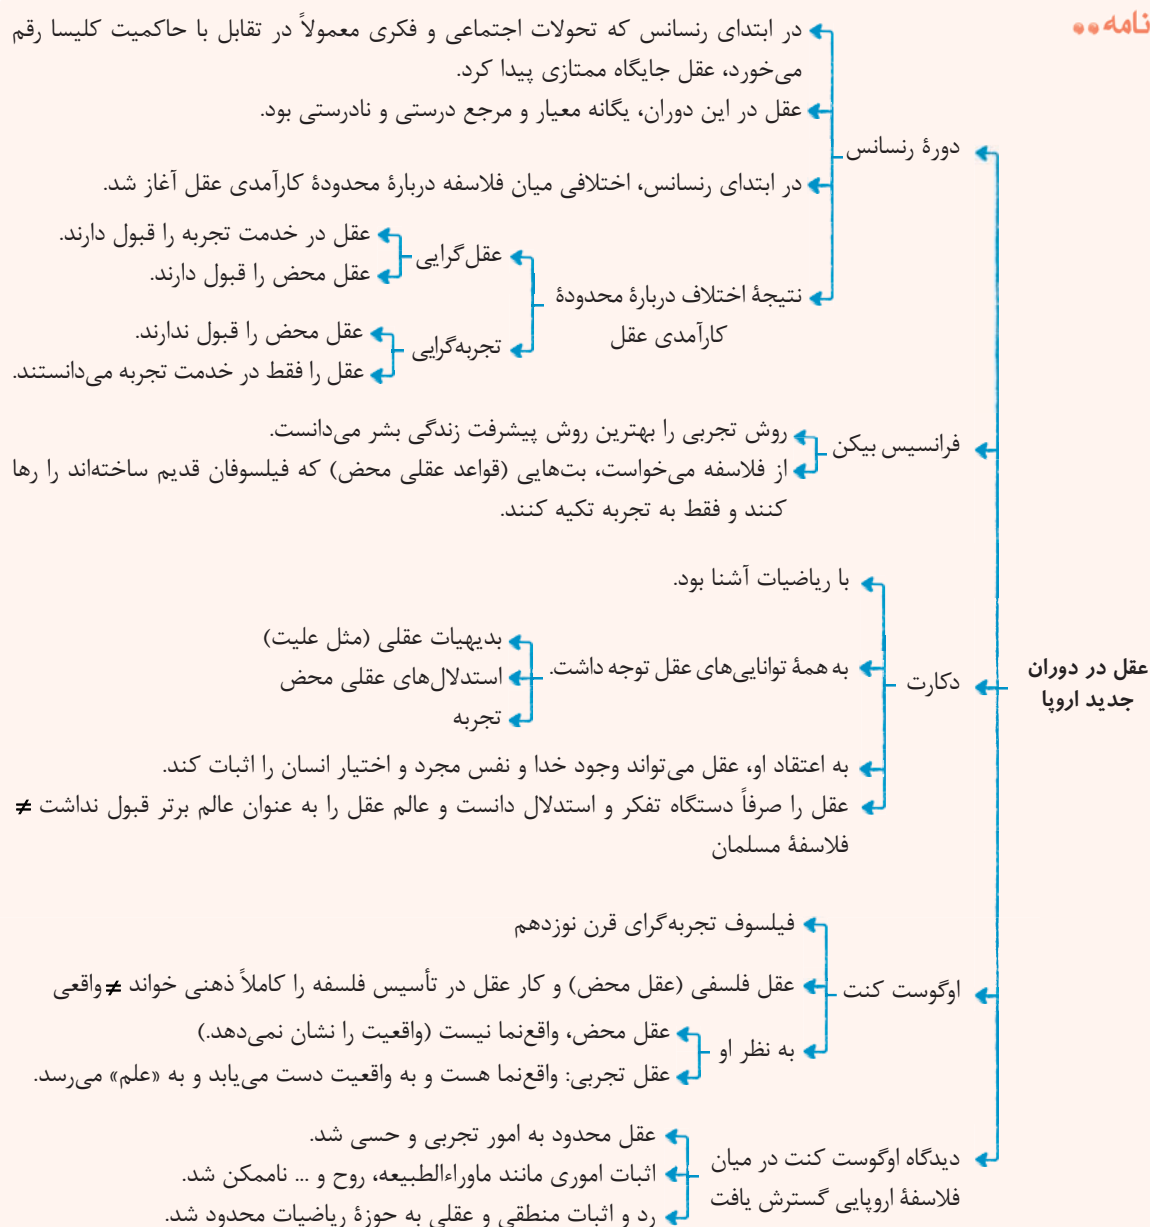 نامه
در ابتدای رنسانس که تحولات اجتماعی و فکری معمولاً در تقابل با حاکمیت کلیسا رقم
می‌خورد، عقل جایگاه ممتازی پیدا کرد.
عقل در این دوران، یگانه معیار و مرجع درستی و نادرستی بود.
دورهٔ رنسانس
در ابتدای رنسانس، اختلافی میان فلاسفه دربارهٔ محدودهٔ کارآمدی عقل آغاز شد.
عقل در خدمت تجربه را قبول دارند.
عقل‌گرایی
عقل محض را قبول دارند.
نتیجهٔ اختلاف دربارهٔ محدودهٔ
کارآمدی عقل
عقل محض را قبول ندارند.
تجربه‌گرایی
عقل را فقط در خدمت تجربه می‌دانستند.
فرانسیس بیکن
روش تجربی را بهترین روش پیشرفت زندگی بشر می‌دانست.
از فلاسفه می‌خواست، بت‌هایی (قواعد عقلی محض) که فیلسوفان قدیم ساخته‌اند را رها
کنند و فقط به تجربه تکیه کنند.
با ریاضیات آشنا بود.
عقل در دوران
جدید اروپا
دکارت
به همهٔ توانایی‌های عقل توجه داشت.
بدیهیات عقلی (مثل علیت)
استدلال‌های عقلی محض
تجربه
به اعتقاد او، عقل می‌تواند وجود خدا و نفس مجرد و اختیار انسان را اثبات کند.
عقل را صرفاً دستگاه تفکر و استدلال دانست و عالم عقل را به عنوان عالم برتر قبول نداشت ≠
فلاسفهٔ مسلمان
فیلسوف تجربه‌گرای قرن نوزدهم
اوگوست کنت
عقل فلسفی (عقل محض) و کار عقل در تأسیس فلسفه را کاملاً ذهنی خواند ≠ واقعی
به نظر او
عقل محض، واقع‌نما نیست (واقعیت را نشان نمی‌دهد.)
عقل تجربی: واقع‌نما هست و به واقعیت دست می‌یابد و به «علم» می‌رسد.
دیدگاه اوگوست کنت در میان
فلاسفهٔ اروپایی گسترش یافت
عقل محدود به امور تجربی و حسی شد.
اثبات اموری مانند ماوراءالطبیعه، روح و ... ناممکن شد.
رد و اثبات منطقی و عقلی به حوزهٔ ریاضیات محدود شد.